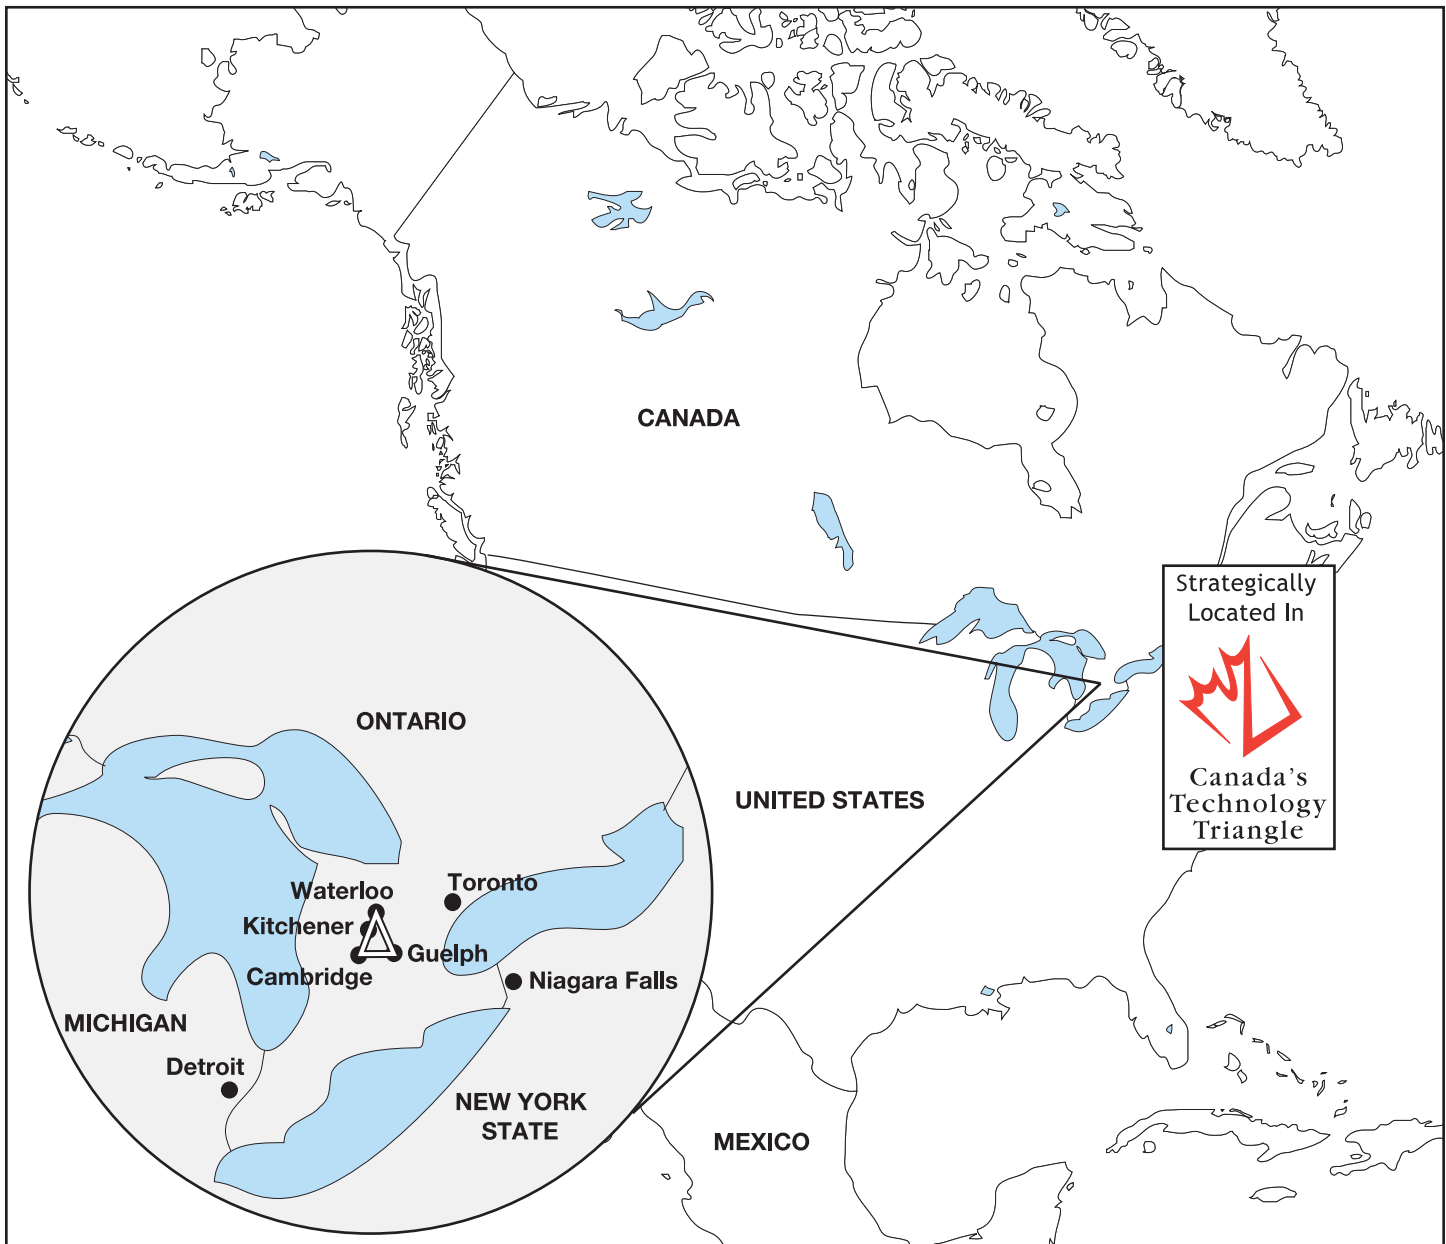 CANADA
Strategically
Located In
Canada's
Technology
Triangle
UNITED STATES
MEXICO
ONTARIO
Waterloo
Toronto
Kitchener
Guelph
Cambridge
Niagara Falls
MICHIGAN
Detroit
NEW YORK
STATE